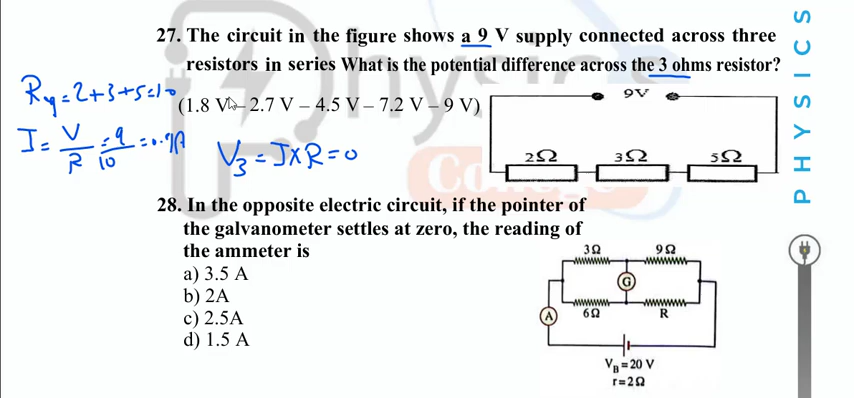 27. The circuit in the figure shows a 9 V supply connected across three
resistors in series What is the potential difference across the 3 ohms resistor?
(1.8 V – 2.7 V – 4.5 V – 7.2 V – 9 V)
Req = 2+3+5=10
I = V/R = 9/10 = 0.9A
V3 = I×R=0
9V
2Ω 3Ω 5Ω
28. In the opposite electric circuit, if the pointer of
the galvanometer settles at zero, the reading of
the ammeter is
a) 3.5 A
b) 2A
c) 2.5A
d) 1.5 A
3Ω 9Ω
G
A 6Ω R
VB = 20 V
r = 2Ω
PHYSICS